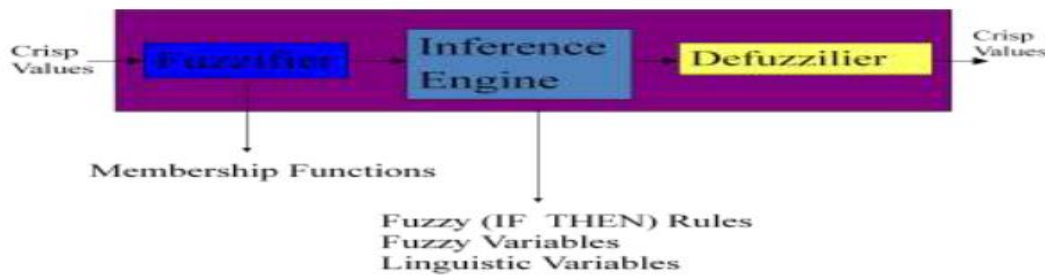 Crisp
Values
Fuzzifier
Inference
Engine
Defuzzilier
Crisp
Values
Membership Functions
Fuzzy (IF THEN) Rules
Fuzzy Variables
Linguistic Variables